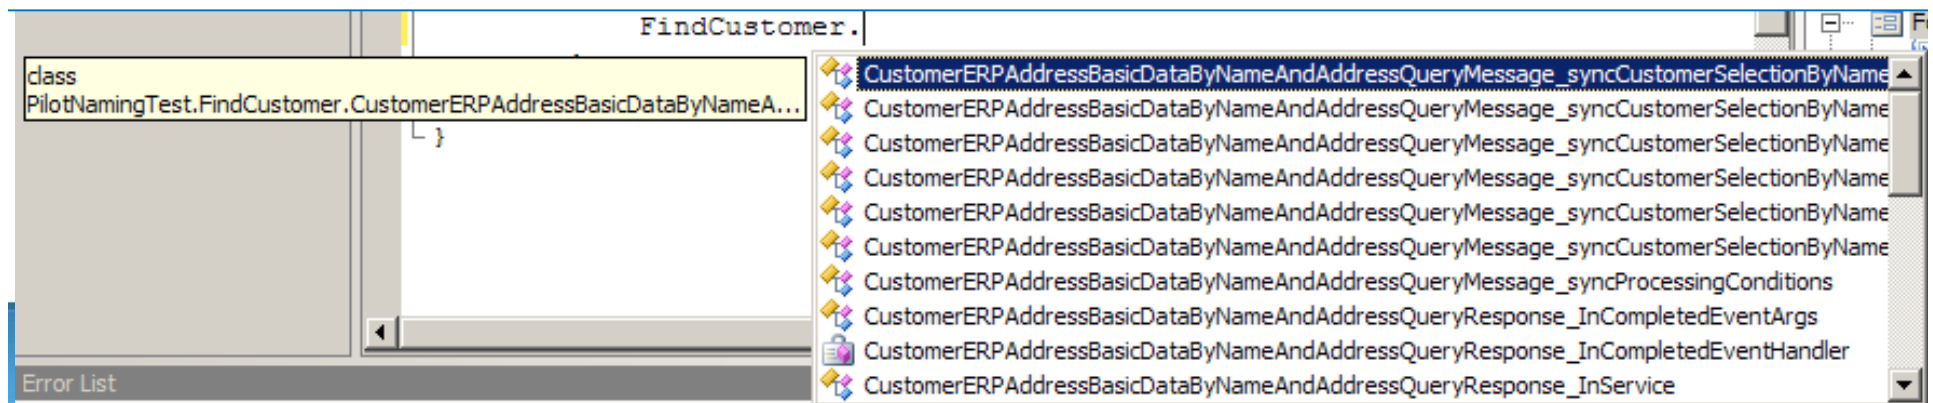 FindCustomer.
class
PilotNamingTest.FindCustomer.CustomerERPAddressBasicDataByNameA...
}
CustomerERPAddressBasicDataByNameAndAddressQueryMessage_syncCustomerSelectionByName
CustomerERPAddressBasicDataByNameAndAddressQueryMessage_syncCustomerSelectionByName
CustomerERPAddressBasicDataByNameAndAddressQueryMessage_syncCustomerSelectionByName
CustomerERPAddressBasicDataByNameAndAddressQueryMessage_syncCustomerSelectionByName
CustomerERPAddressBasicDataByNameAndAddressQueryMessage_syncCustomerSelectionByName
CustomerERPAddressBasicDataByNameAndAddressQueryMessage_syncCustomerSelectionByName
CustomerERPAddressBasicDataByNameAndAddressQueryMessage_syncProcessingConditions
CustomerERPAddressBasicDataByNameAndAddressQueryResponse_InCompletedEventArgs
CustomerERPAddressBasicDataByNameAndAddressQueryResponse_InCompletedEventHandler
CustomerERPAddressBasicDataByNameAndAddressQueryResponse_InService
Error List